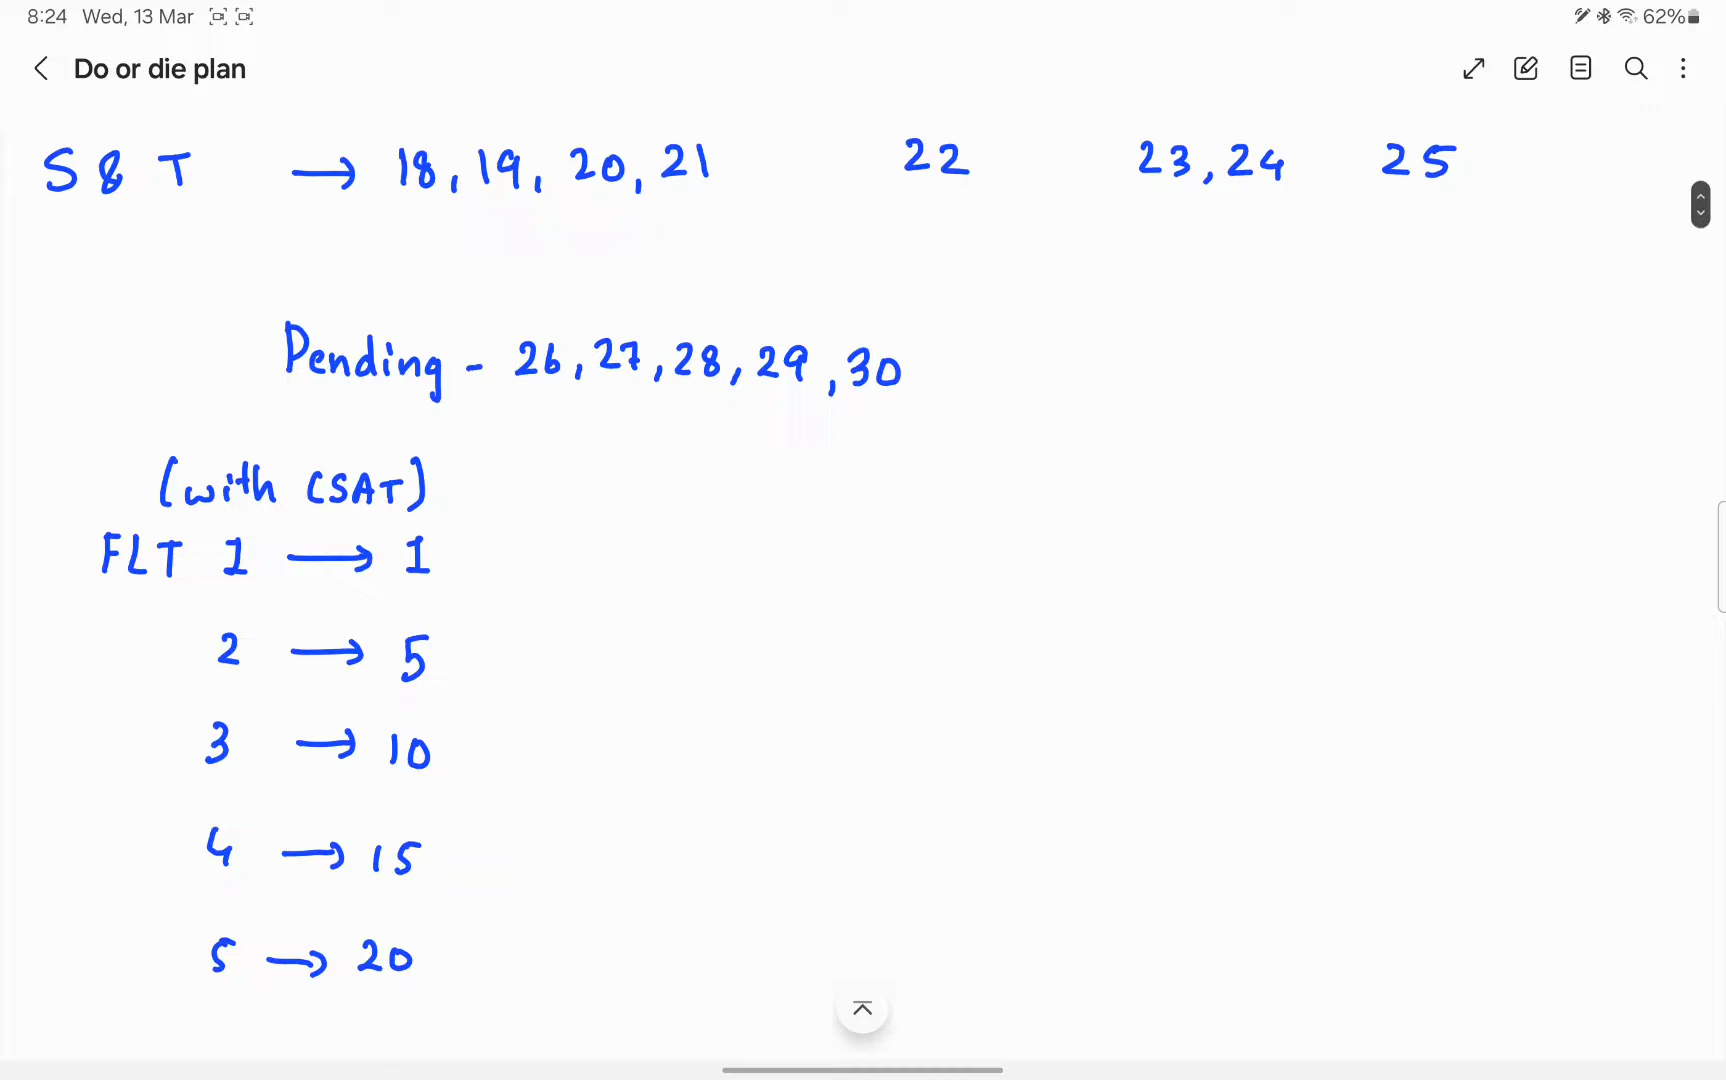 8:24 Wed, 13 Mar 62%
Do or die plan
S & T → 18, 19, 20, 21 22 23, 24 25
Pending - 26, 27, 28, 29, 30
(with CSAT)
FLT 1 → 1
2 → 5
3 → 10
4 → 15
5 → 20